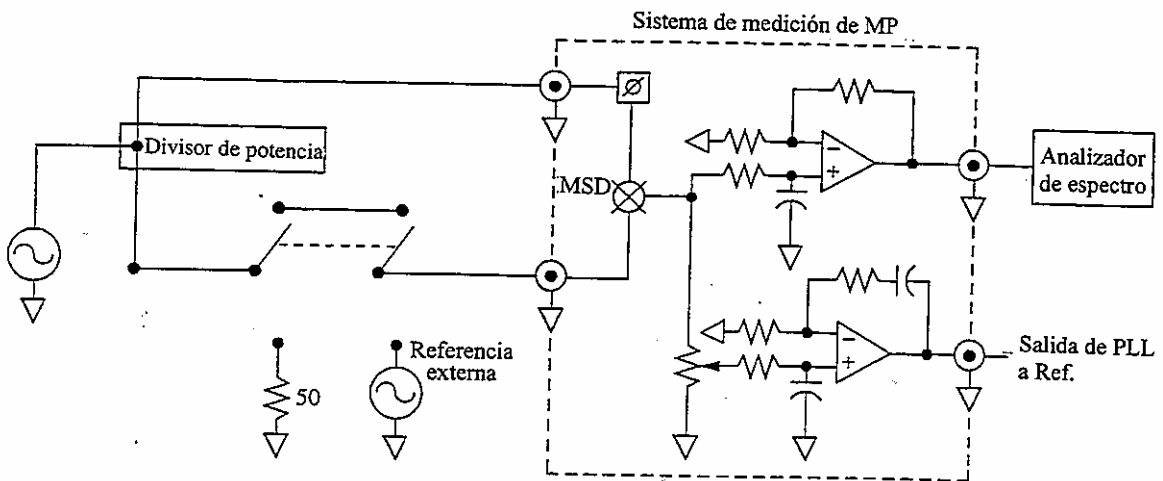 Sistema de medición de MP
Divisor de potencia
Ø
MSD
−
+
Analizador
de espectro
50
Referencia
externa
−
+
Salida de PLL
a Ref.